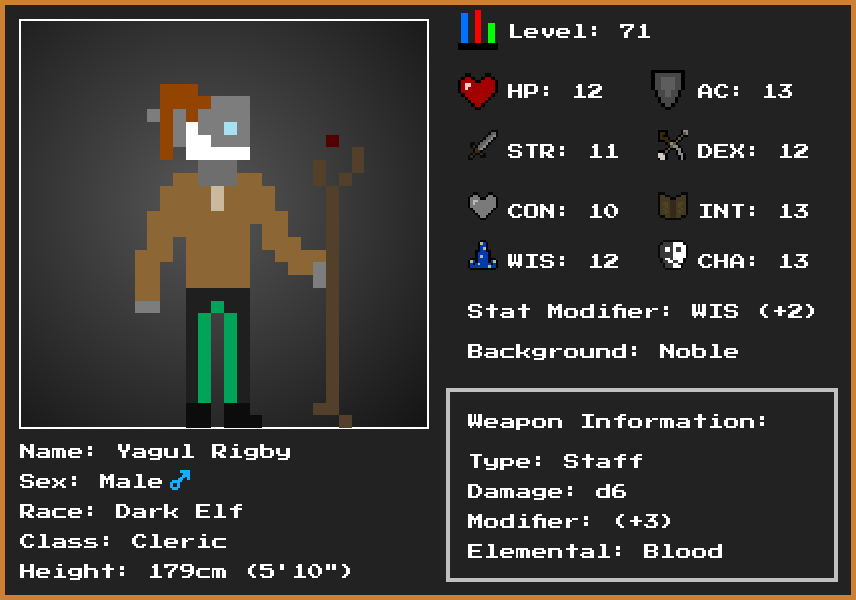 Level: 71
HP: 12 AC: 13
STR: 11 DEX: 12
CON: 10 INT: 13
WIS: 12 CHA: 13
Stat Modifier: WIS (+2)
Background: Noble
Weapon Information:
Type: Staff
Damage: d6
Modifier: (+3)
Elemental: Blood
Name: Yagul Rigby
Sex: Male♂
Race: Dark Elf
Class: Cleric
Height: 179cm (5'10")